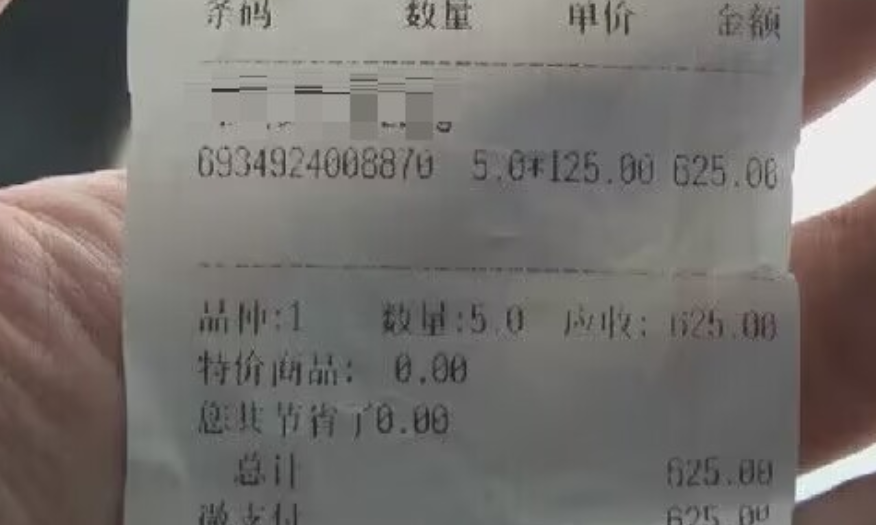 条码 数量 单价 金额
6934924008870 5.0*125.00 625.00
品种:1 数量:5.0 应收: 625.00
特价商品: 0.00
您共节省了0.00
总计 625.00
微支付 625.00